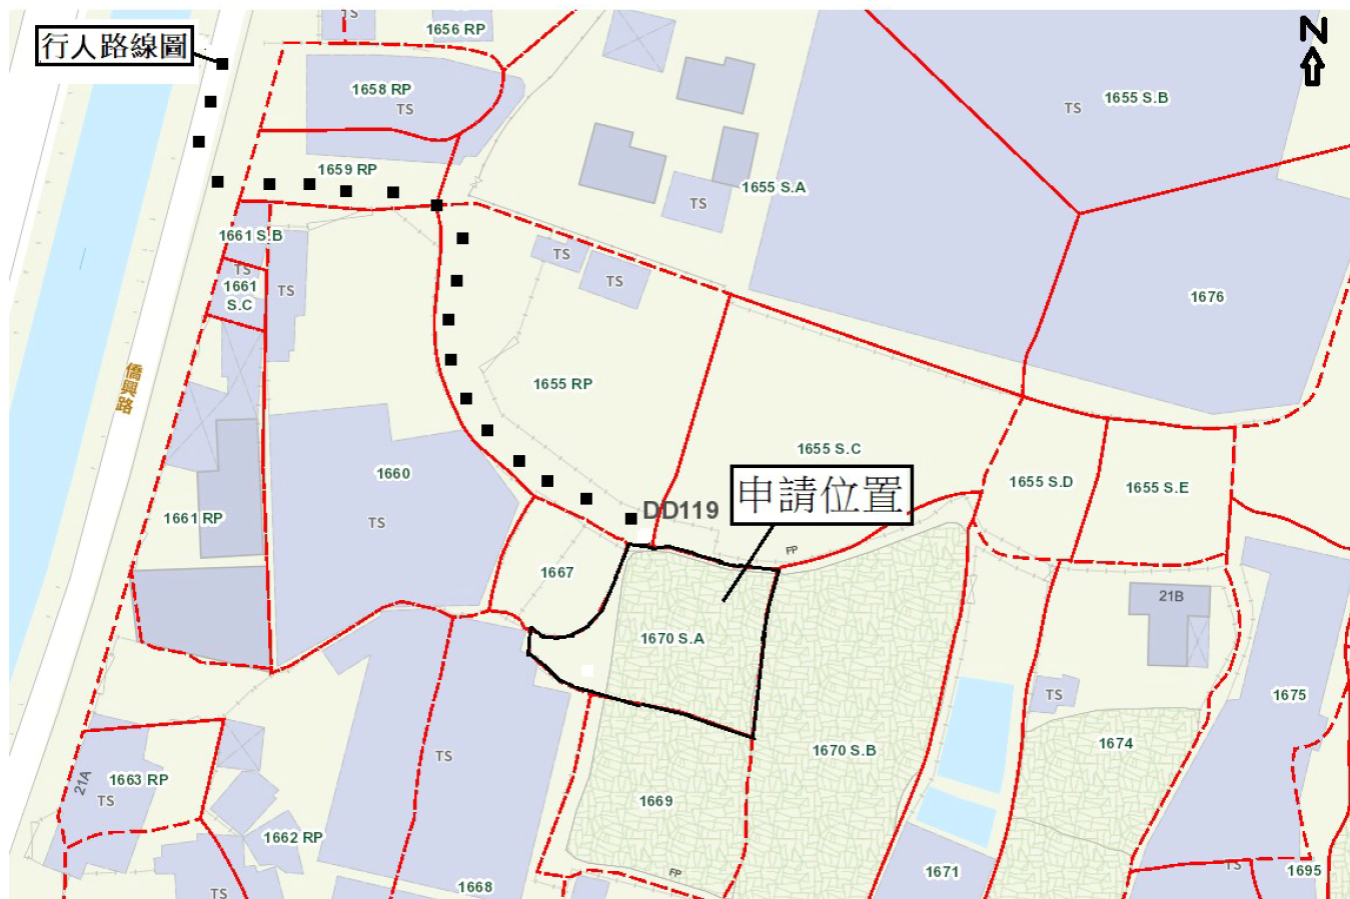 TS
1656 RP
N
行人路線圖
1658 RP
TS
1655 S.B
TS
1659 RP
1655 S.A
TS
1661 S.B
TS
TS
TS
1661
S.C
TS
1676
僑興路
1655 RP
1655 S.C
1660
1655 S.D
1655 S.E
申請位置
DD119
1661 RP
TS
FP
1667
21B
1670 S.A
TS
1675
1674
1670 S.B
TS
1663 RP
21A
TS
1669
1662 RP
FP
TS
1668
1671
TS
1695